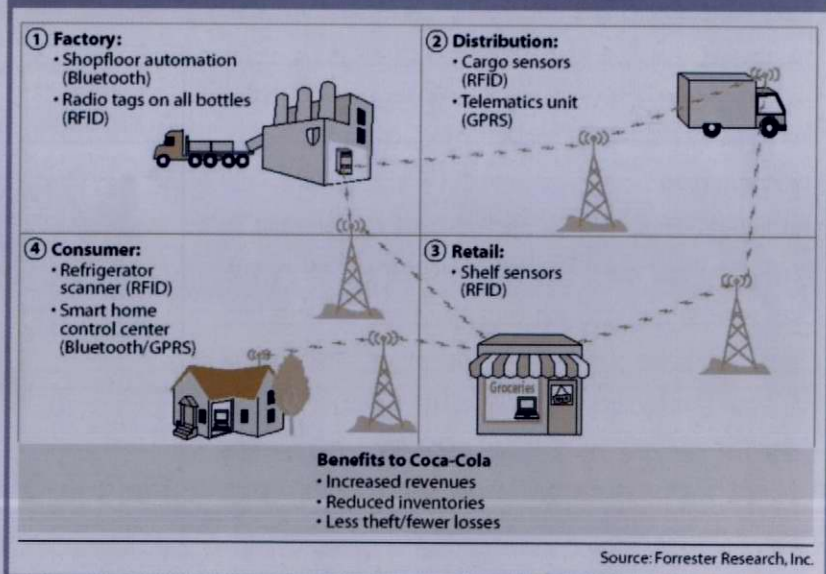 ① Factory:
• Shopfloor automation
(Bluetooth)
• Radio tags on all bottles
(RFID)
② Distribution:
• Cargo sensors
(RFID)
• Telematics unit
(GPRS)
④ Consumer:
• Refrigerator
scanner (RFID)
• Smart home
control center
(Bluetooth/GPRS)
③ Retail:
• Shelf sensors
(RFID)
Groceries
Benefits to Coca-Cola
• Increased revenues
• Reduced inventories
• Less theft/fewer losses
Source: Forrester Research, Inc.